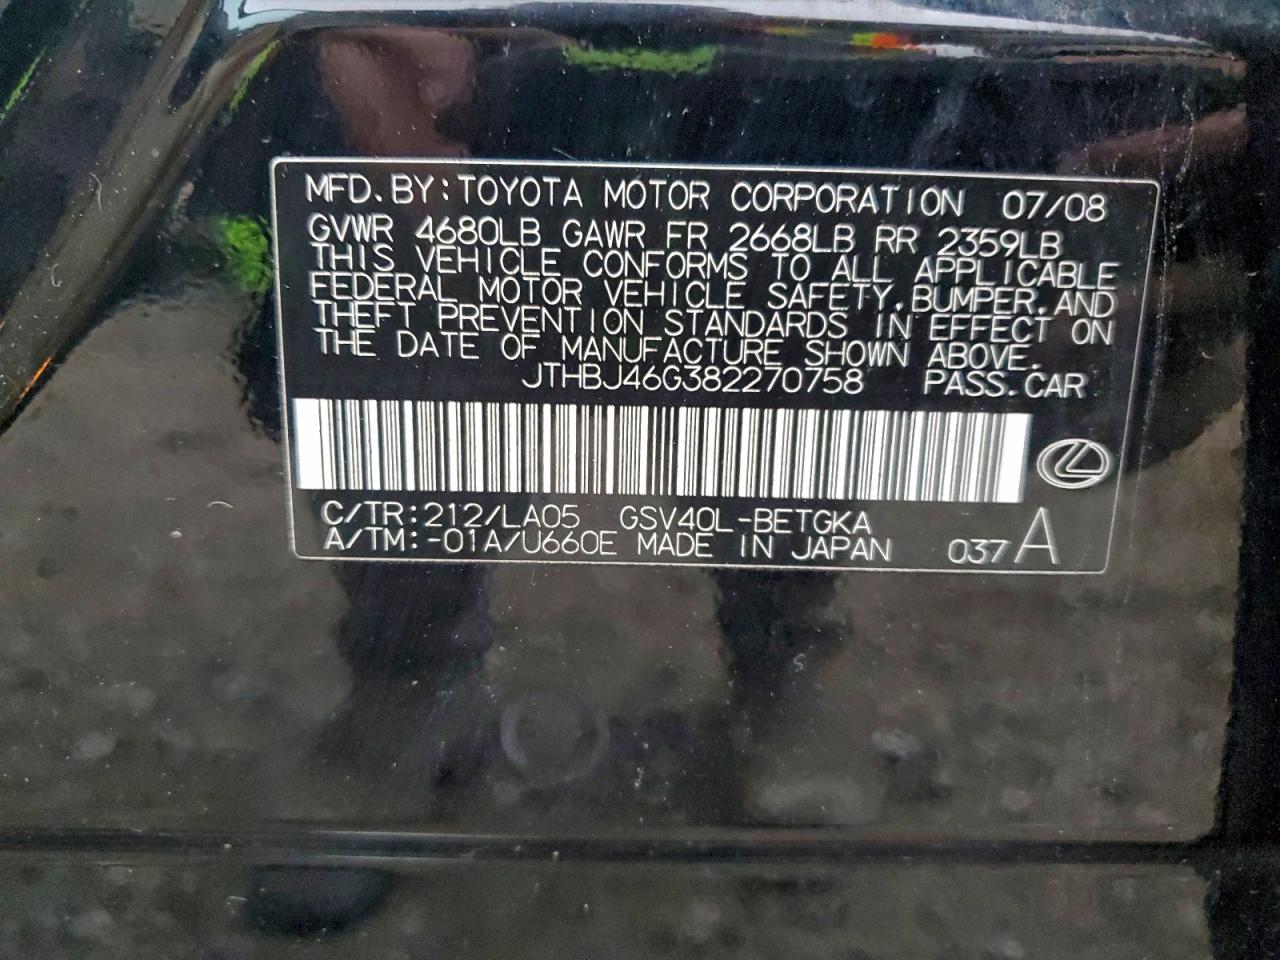 MFD.BY:TOYOTA MOTOR CORPORATION 07/08
GVWR 4680LB GAWR FR 2668LB RR 2359LB
THIS VEHICLE CONFORMS TO ALL APPLICABLE
FEDERAL MOTOR VEHICLE SAFETY,BUMPER,AND
THEFT PREVENTION STANDARDS IN EFFECT ON
THE DATE OF MANUFACTURE SHOWN ABOVE.
JTHBJ46G382270758 PASS.CAR
C/TR:212/LA05 GSV40L-BETGKA
A/TM:-01A/U660E MADE IN JAPAN 037A